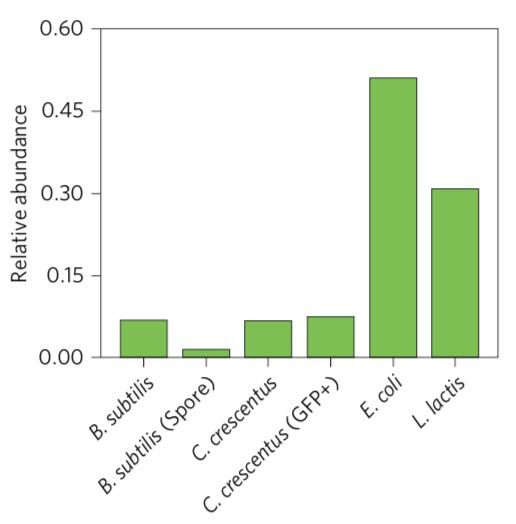 0.60
0.45
0.30
0.15
0.00
Relative abundance
B. subtilis
B. subtilis (Spore)
C. crescentus
C. crescentus (GFP+)
E. coli
L. lactis